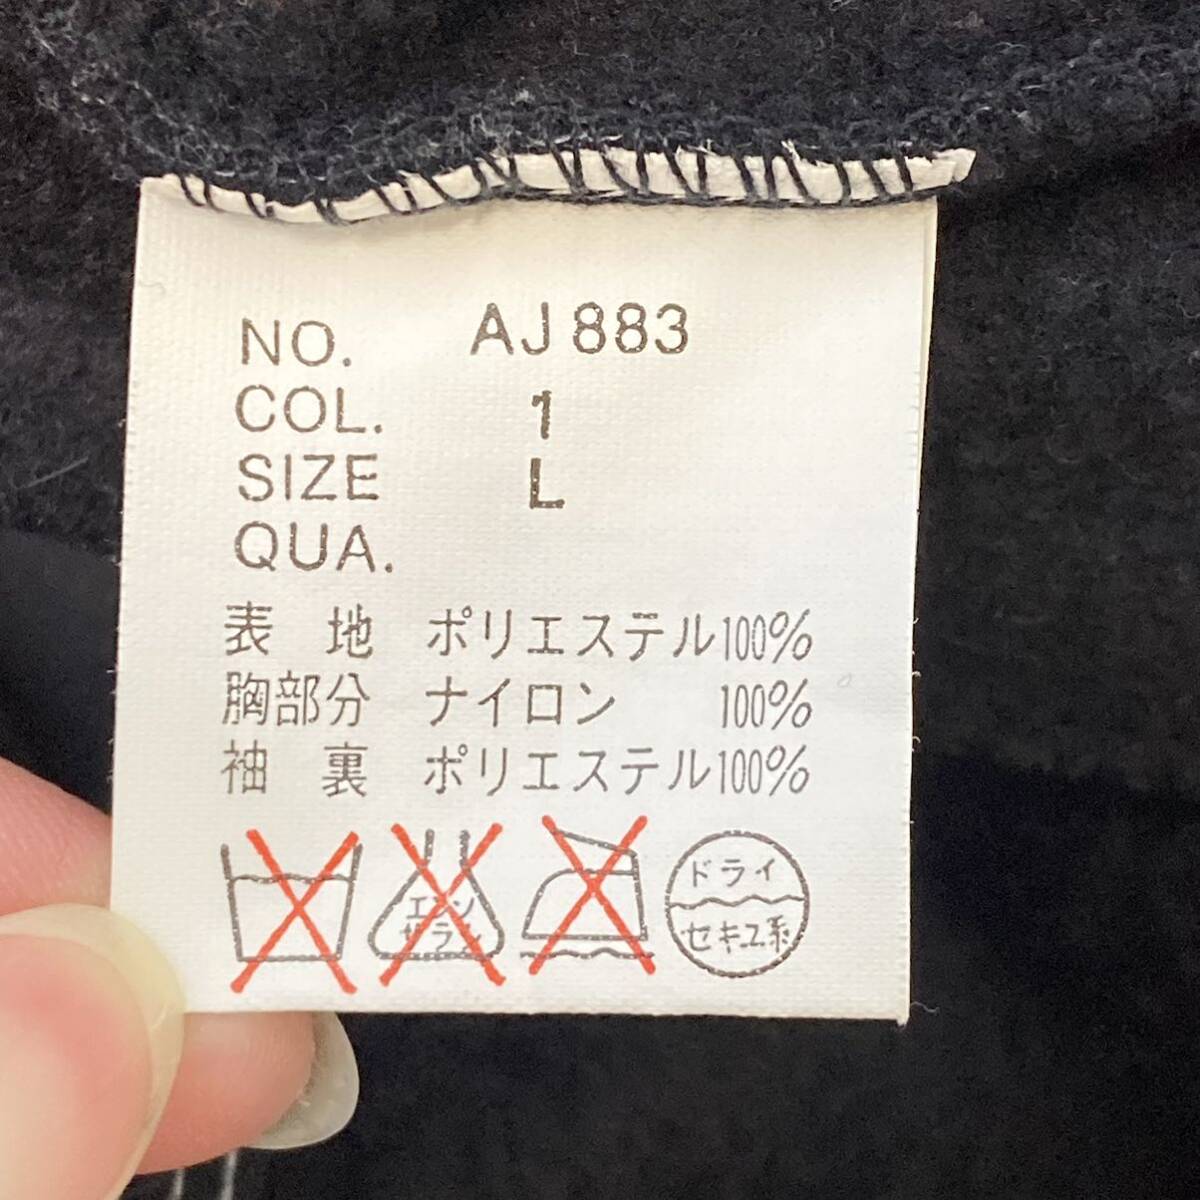 NO. AJ883
COL. 1
SIZE L
QUA.
表 地 ポリエステル100%
胸部分 ナイロン 100%
袖 裏 ポリエステル100%
エンソ
サラシ
ドライ
セキユ系